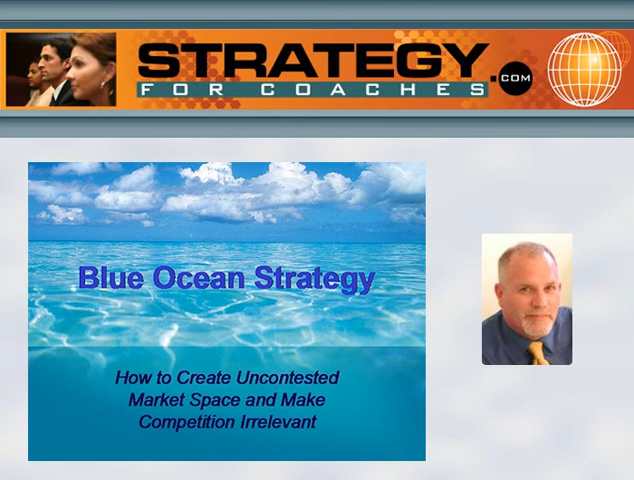 STRATEGY.COM
FOR COACHES
Blue Ocean Strategy
How to Create Uncontested
Market Space and Make
Competition Irrelevant